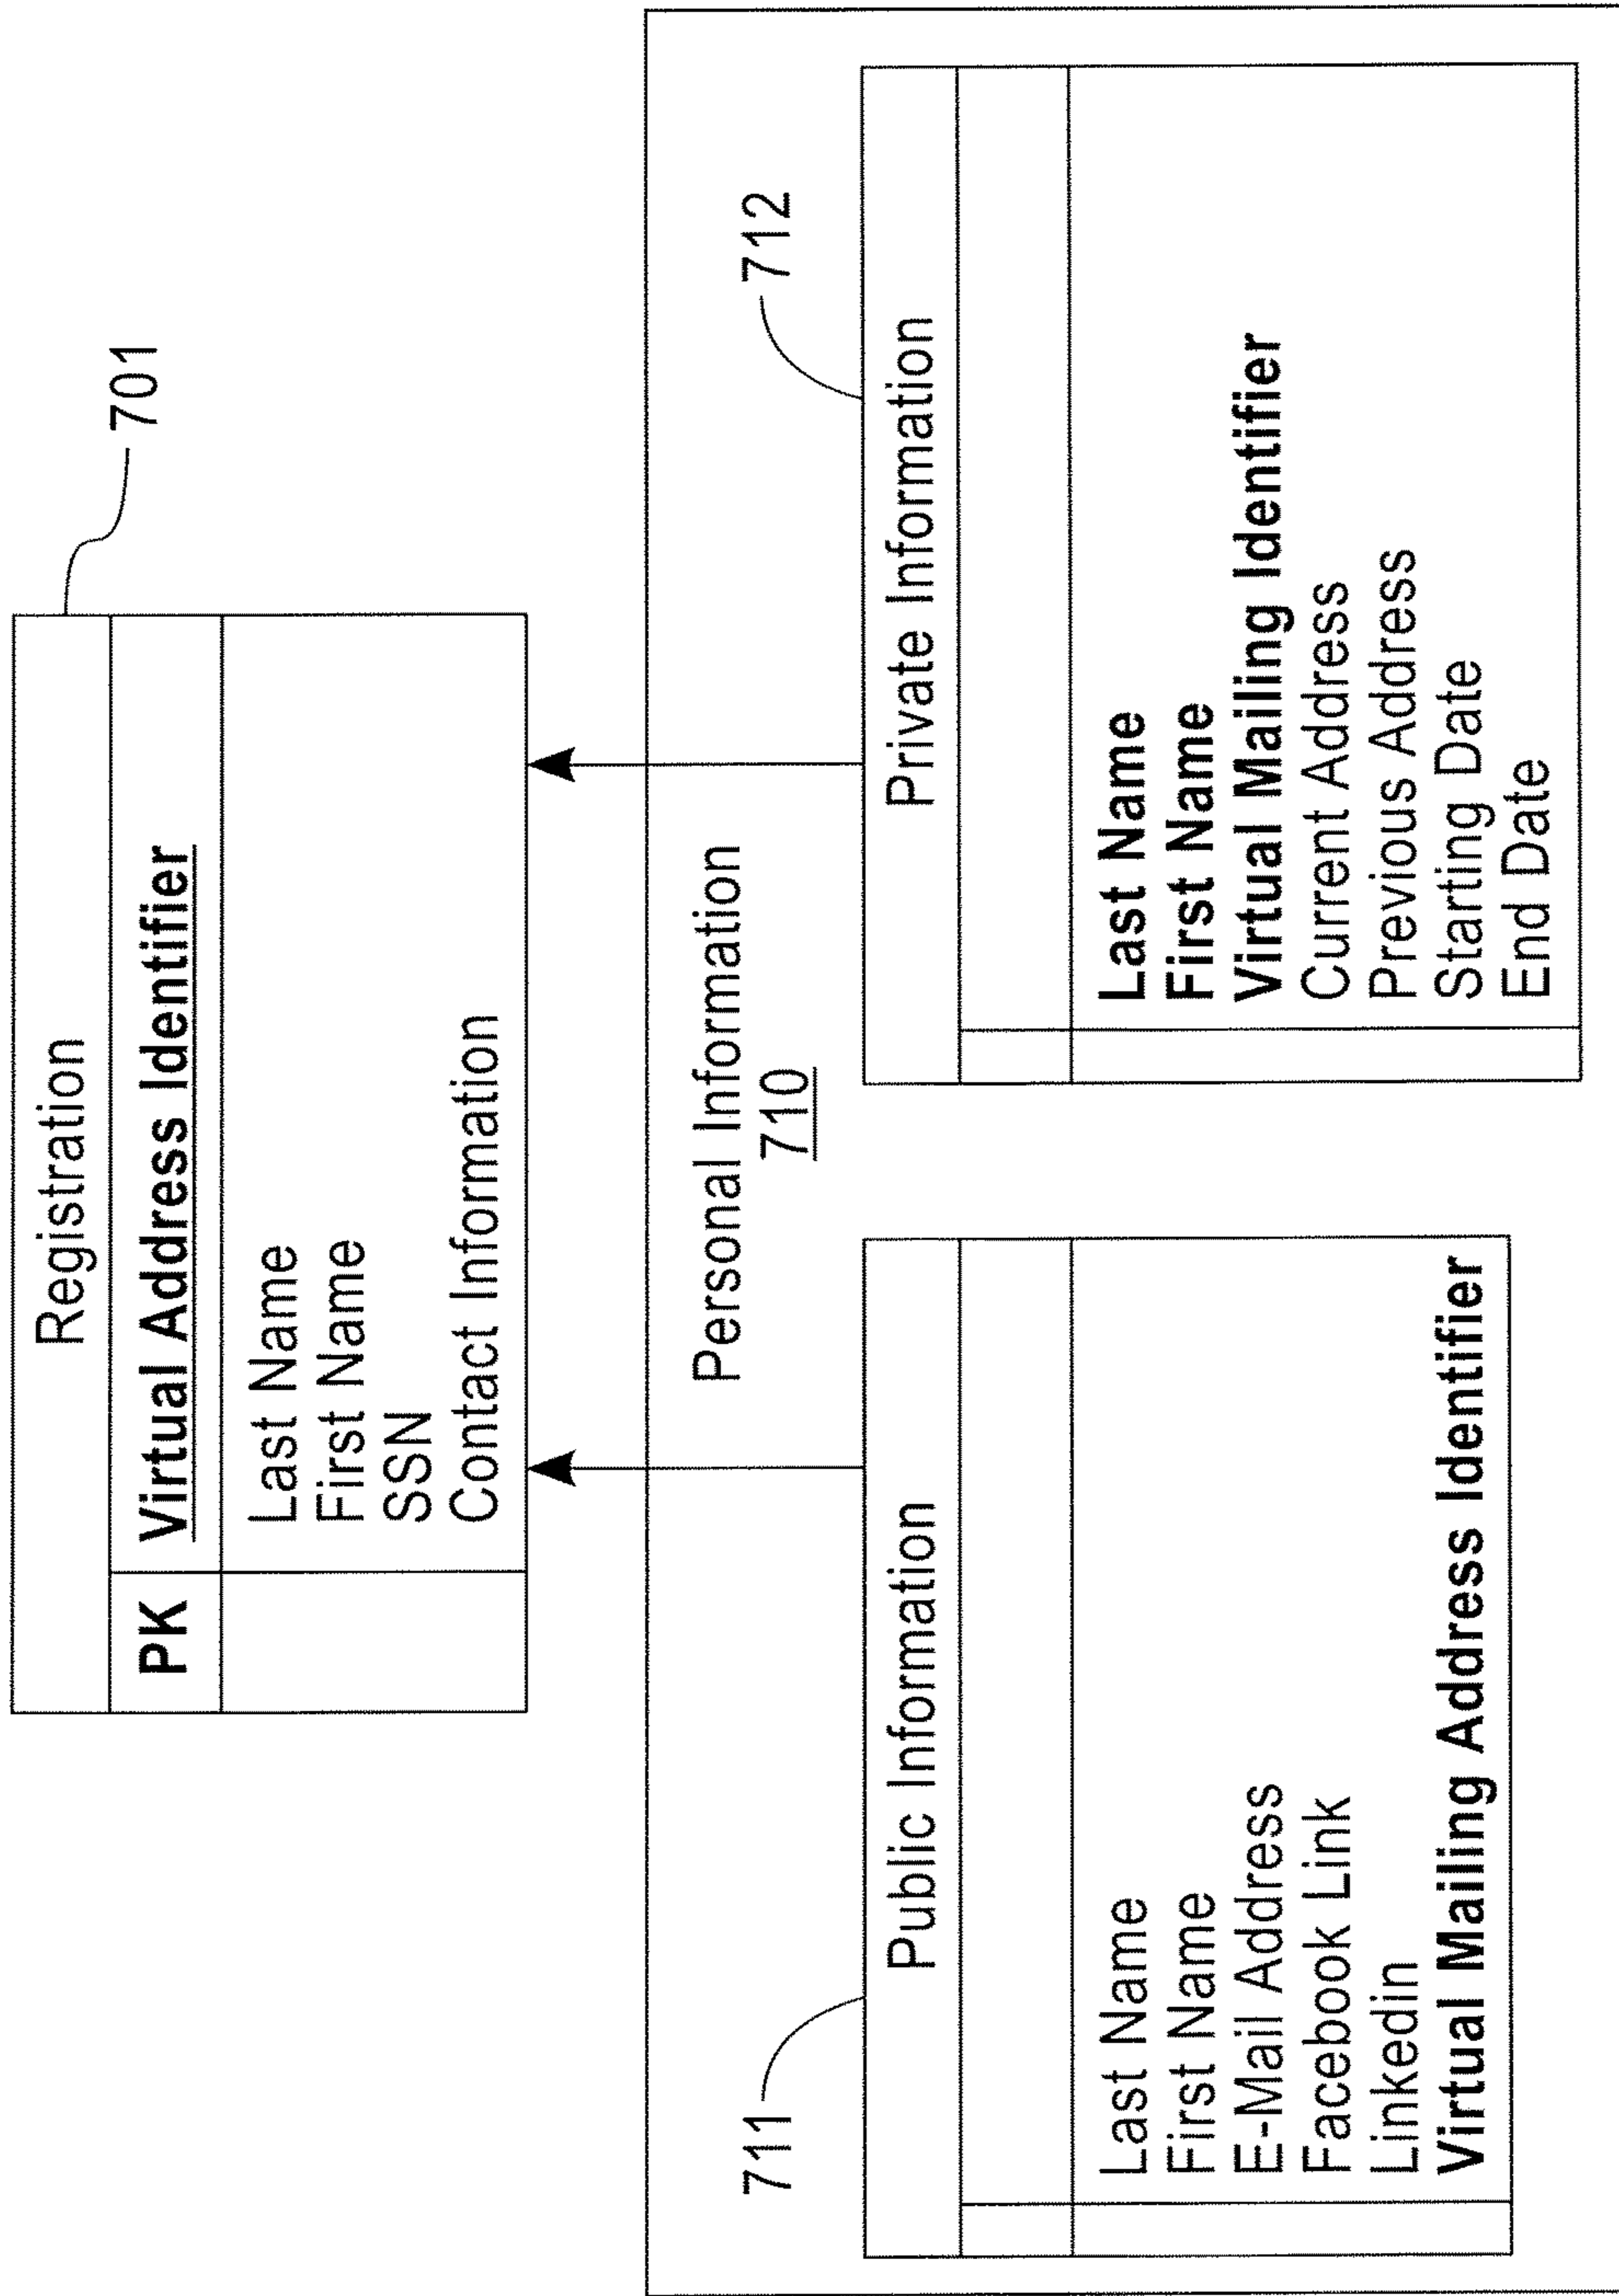 Registration
701
PK Virtual Address Identifier
Last Name
First Name
SSN
Contact Information
Personal Information
710
711
Public Information
Last Name
First Name
E-Mail Address
Facebook Link
Linkedin
Virtual Mailing Address Identifier
712
Private Information
Last Name
First Name
Virtual Mailing Identifier
Current Address
Previous Address
Starting Date
End Date